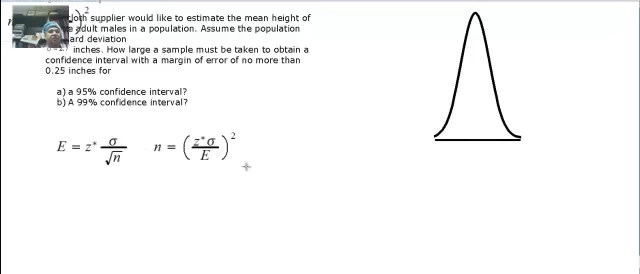 cloth supplier would like to estimate the mean height of
adult males in a population. Assume the population
deviation
inches. How large a sample must be taken to obtain a
confidence interval with a margin of error of no more than
0.25 inches for
a) a 95% confidence interval?
b) A 99% confidence interval?
E = z* σ/√n    n = (z*σ/E)²